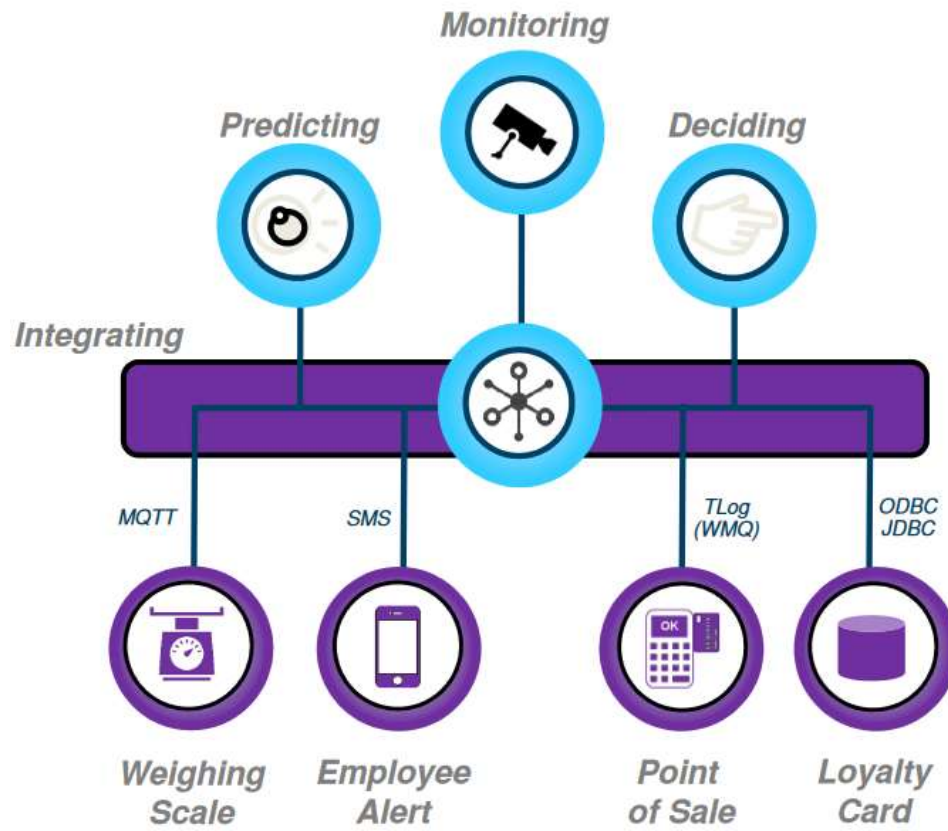 Monitoring
Predicting
Deciding
Integrating
MQTT
SMS
TLog
(WMQ)
ODBC
JDBC
OK
Weighing
Scale
Employee
Alert
Point
of Sale
Loyalty
Card